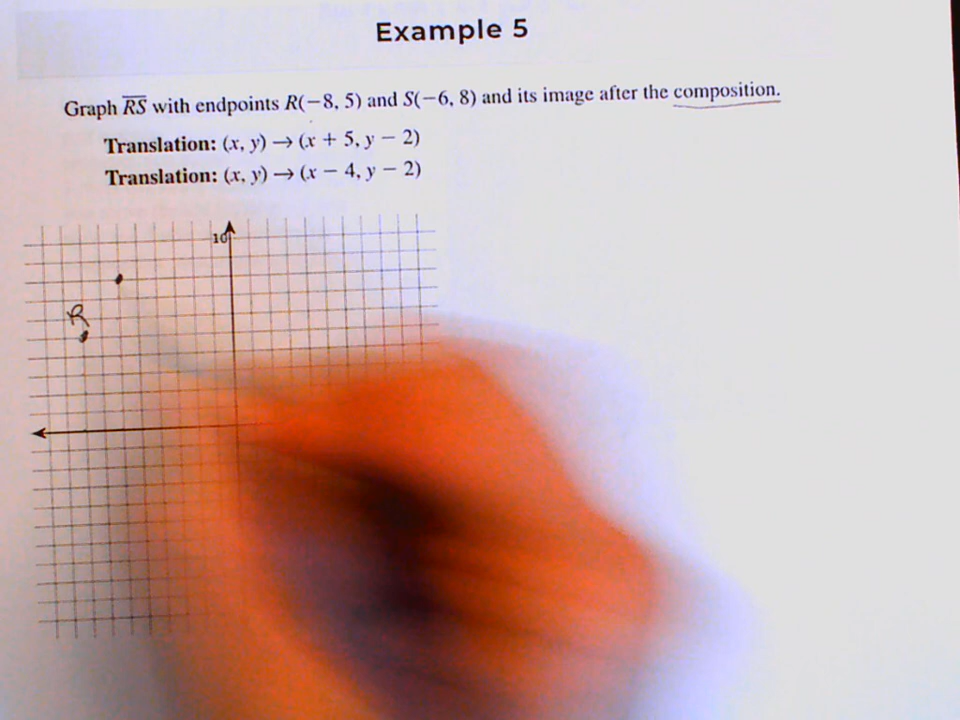 Example 5
Graph RS with endpoints R(−8, 5) and S(−6, 8) and its image after the composition.
Translation: (x, y) → (x + 5, y − 2)
Translation: (x, y) → (x − 4, y − 2)
10
R